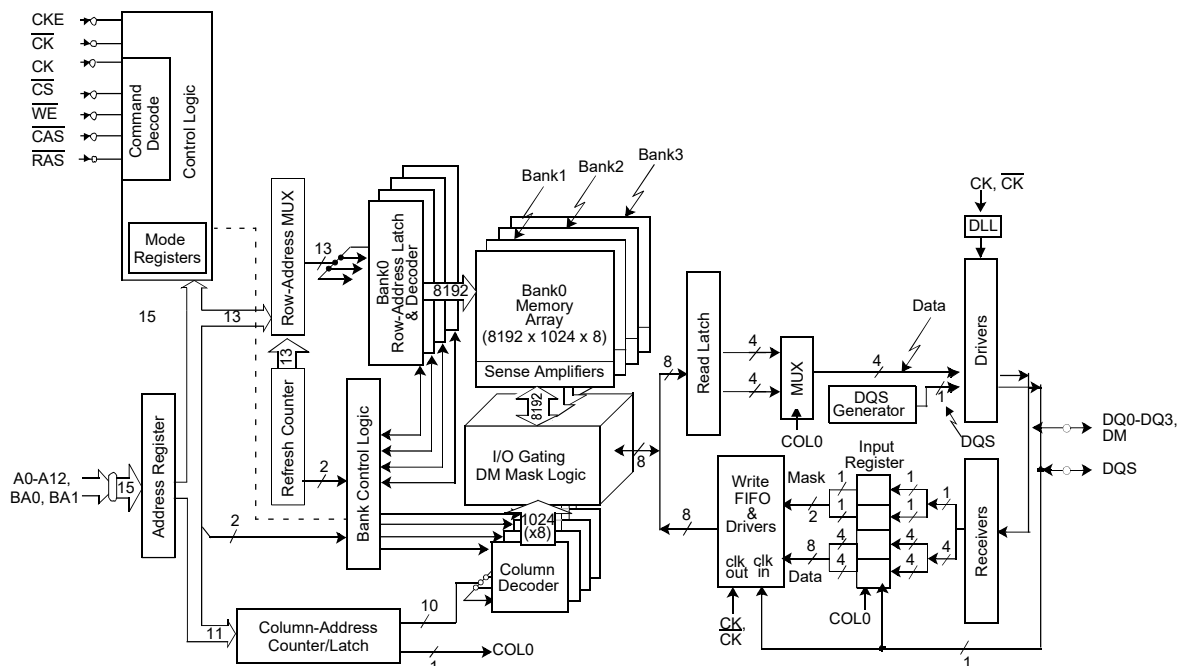 CKE
CK
CK
CS
WE
CAS
RAS
Command
Decode
Control Logic
Mode
Registers
15
13
Row-Address MUX
13
Refresh Counter
13
Bank0
Row-Address Latch
& Decoder
8192
Bank1
Bank2
Bank3
Bank0
Memory
Array
(8192 x 1024 x 8)
Sense Amplifiers
8192
I/O Gating
DM Mask Logic
2
Bank Control Logic
A0-A12,
BA0, BA1
15
Address Register
2
11
Column-Address
Counter/Latch
10
1
COL0
1024
(x8)
Column
Decoder
8
8
8
Read Latch
4
4
MUX
COL0
4
Data
DQS
Generator
1
DQS
CK, CK
DLL
Drivers
DQ0-DQ3,
DM
DQS
Input
Register
Write
FIFO
&
Drivers
clk
out
clk
in
Mask
2
8
Data
1
1
4
4
1
1
4
4
1
4
Receivers
CK,
CK
COL0
1